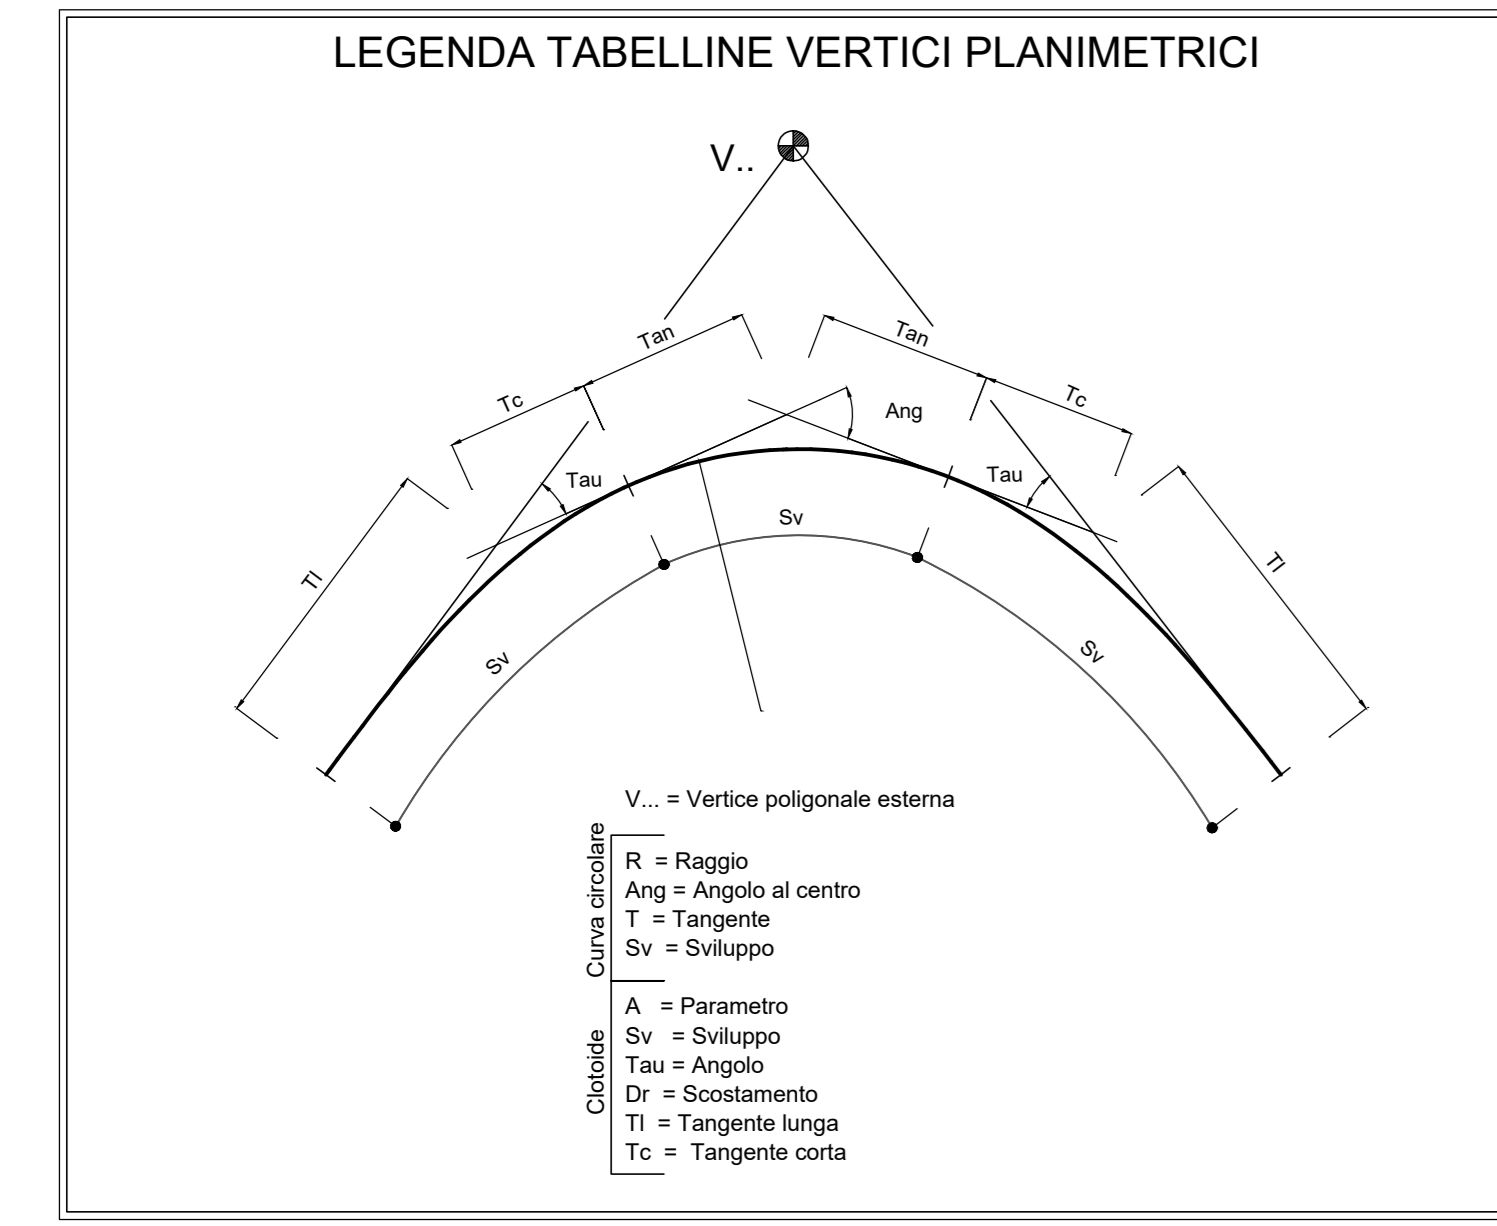 LEGENDA TABELLINE VERTICI PLANIMETRICI
V..
Tan
Tan
Tc
Tc
Ang
Tau
Tau
Sv
Tl
Tl
Sv
Sv
V... = Vertice poligonale esterna
Curva circolare
R = Raggio
Ang = Angolo al centro
T = Tangente
Sv = Sviluppo
Clotoide
A = Parametro
Sv = Sviluppo
Tau = Angolo
Dr = Scostamento
Tl = Tangente lunga
Tc = Tangente corta